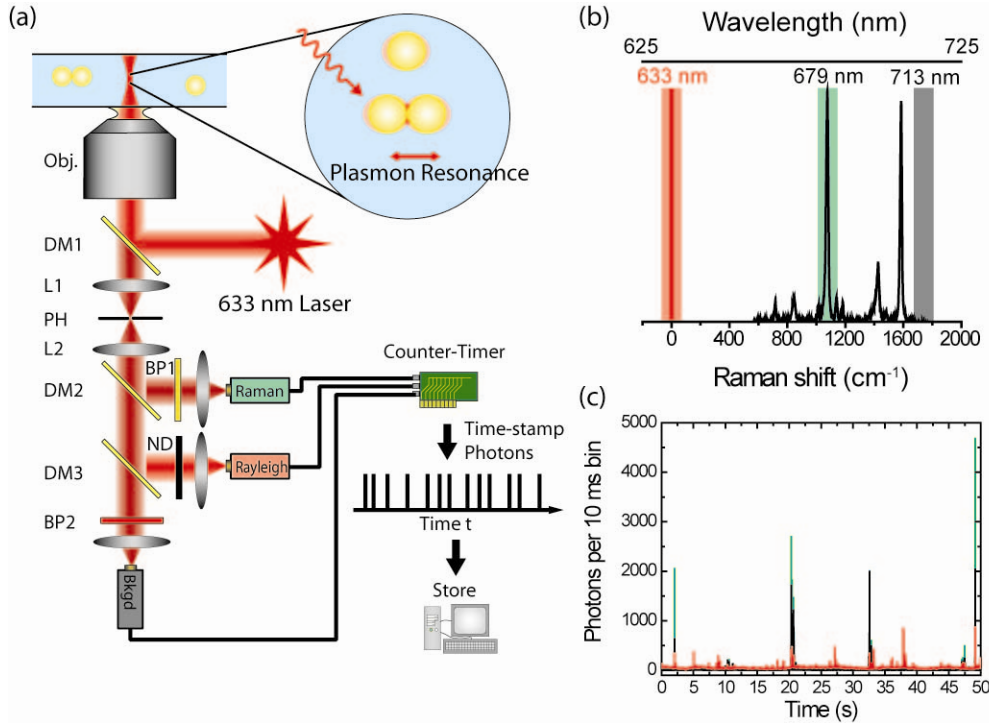 (a)
Plasmon Resonance
Obj.
DM1
633 nm Laser
L1
PH
L2
BP1
DM2
Raman
Counter-Timer
Time-stamp
Photons
ND
DM3
Rayleigh
BP2
Time t
Bkgd
Store
(b)
Wavelength (nm)
625 725
633 nm 679 nm 713 nm
0 400 800 1200 1600 2000
Raman shift (cm⁻¹)
(c)
Photons per 10 ms bin
5000
4000
3000
2000
1000
0
0 5 10 15 20 25 30 35 40 45 50
Time (s)